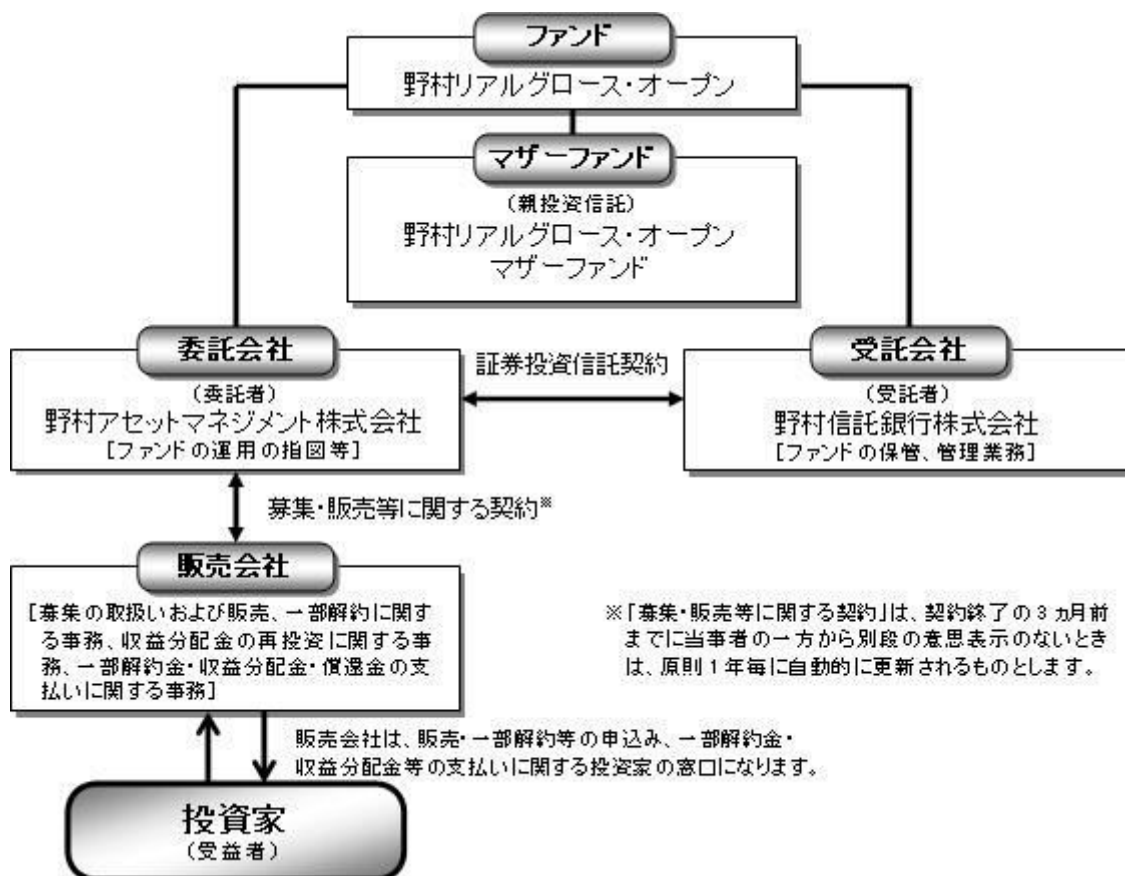 ファンド
野村リアルグロース・オープン
マザーファンド
（親投資信託）
野村リアルグロース・オープン
マザーファンド
委託会社
（委託者）
野村アセットマネジメント株式会社
［ファンドの運用の指図等］
証券投資信託契約
受託会社
（受託者）
野村信託銀行株式会社
［ファンドの保管、管理業務］
募集・販売等に関する契約※
販売会社
［募集の取扱いおよび販売、一部解約に関す
る事務、収益分配金の再投資に関する事
務、一部解約金・収益分配金・償還金の支
払いに関する事務］
※「募集・販売等に関する契約」は、契約終了の３ヵ月前
までに当事者の一方から別段の意思表示のないとき
は、原則１年毎に自動的に更新されるものとします。
販売会社は、販売・一部解約等の申込み、一部解約金・
収益分配金等の支払いに関する投資家の窓口になります。
投資家
（受益者）